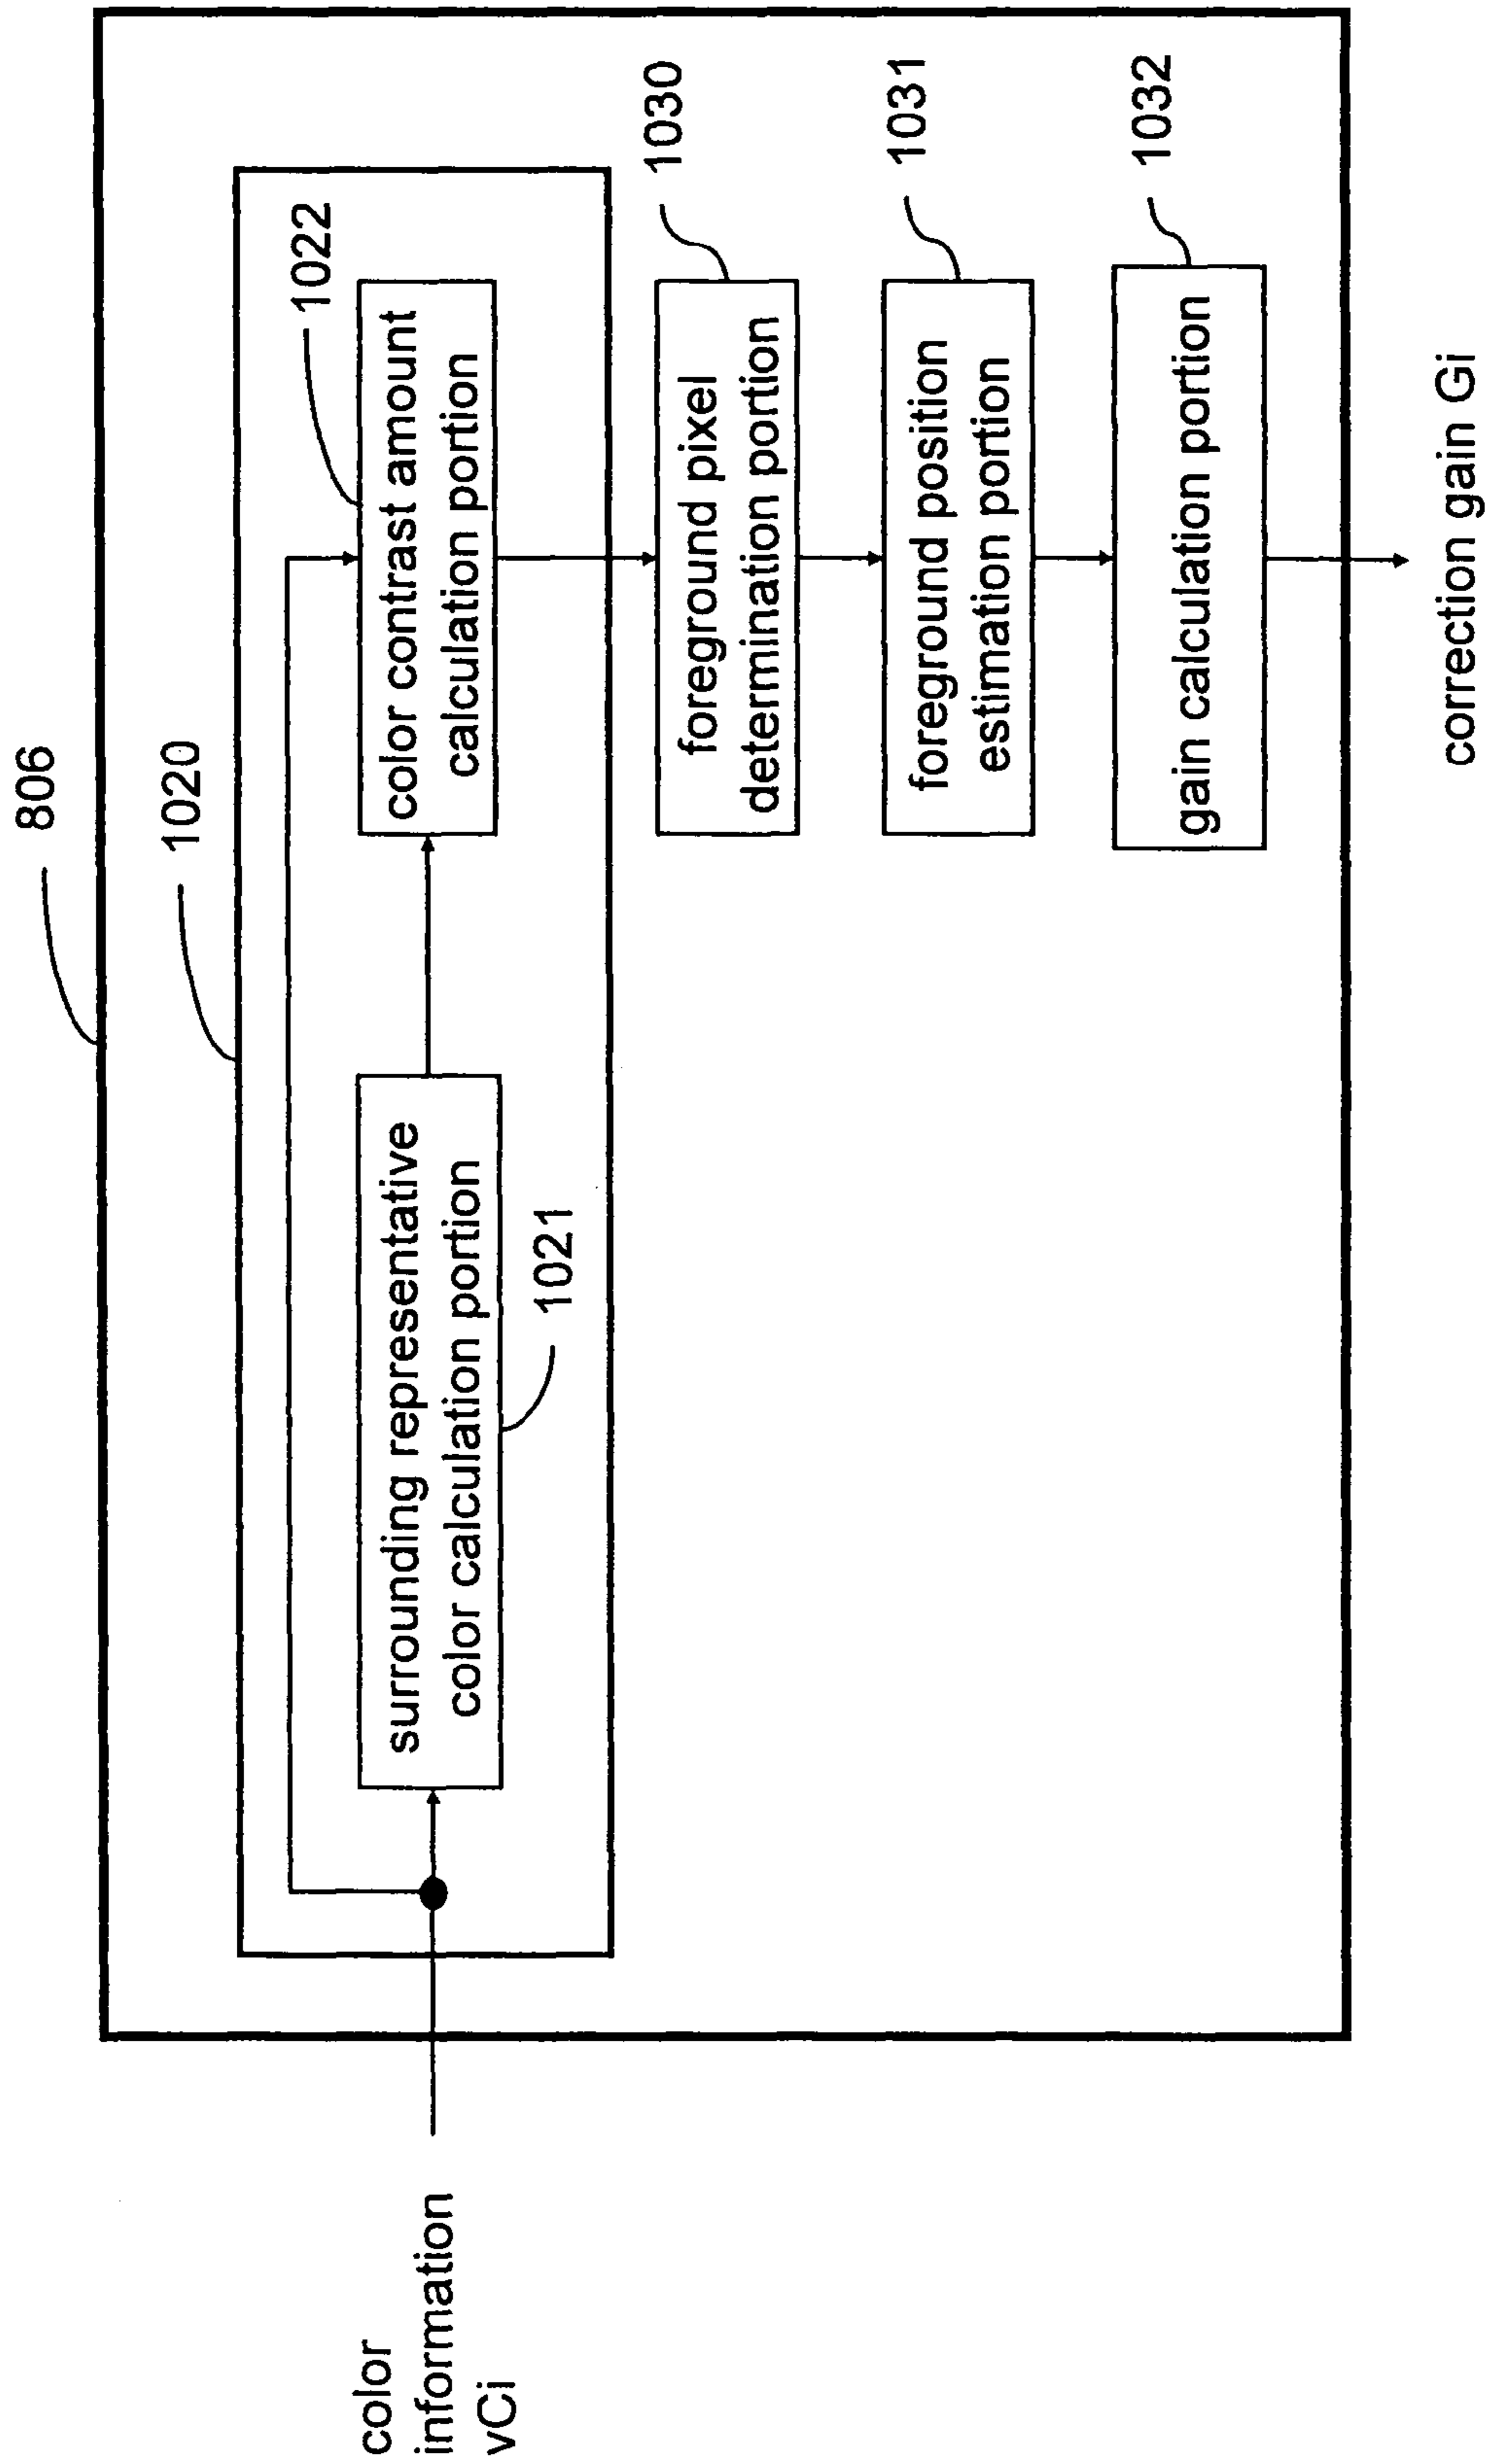 806
1020
1022
color contrast amount
calculation portion
surrounding representative
color calculation portion
1021
color
information
vCi
1030
foreground pixel
determination portion
1031
foreground position
estimation portion
1032
gain calculation portion
correction gain Gi